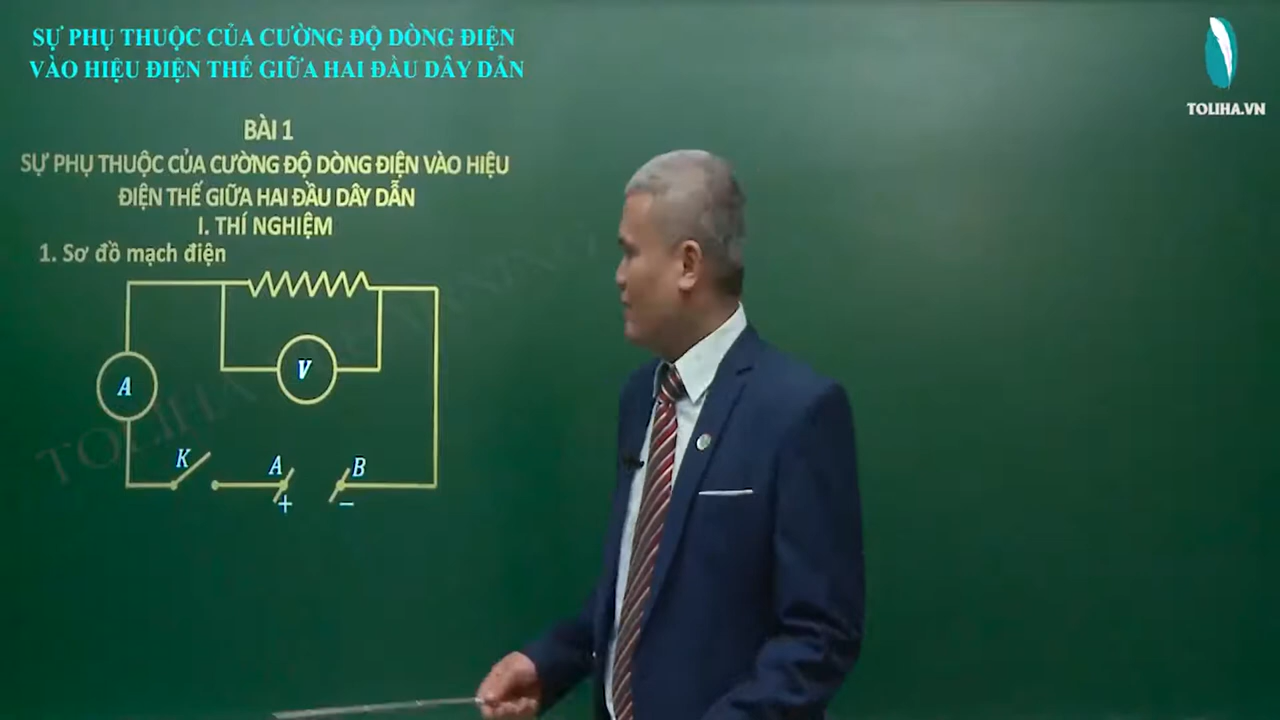 SỰ PHỤ THUỘC CỦA CƯỜNG ĐỘ DÒNG ĐIỆN
VÀO HIỆU ĐIỆN THẾ GIỮA HAI ĐẦU DÂY DẪN
TOLIHA.VN
BÀI 1
SỰ PHỤ THUỘC CỦA CƯỜNG ĐỘ DÒNG ĐIỆN VÀO HIỆU
ĐIỆN THẾ GIỮA HAI ĐẦU DÂY DẪN
I. THÍ NGHIỆM
1. Sơ đồ mạch điện
A
V
K
A
B
+
−